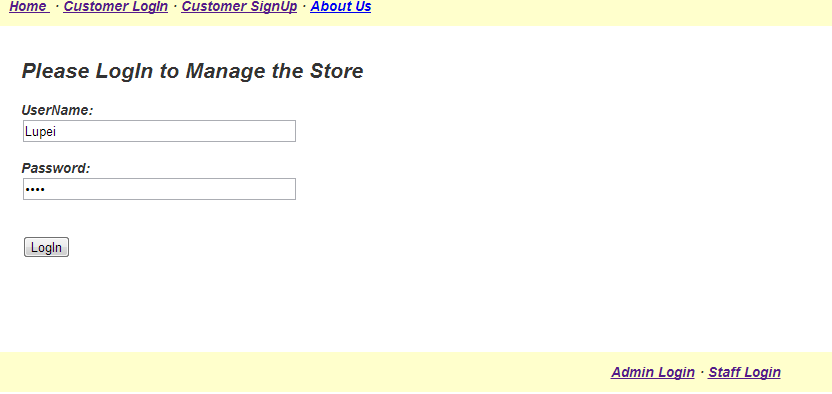 Home · Customer LogIn · Customer SignUp · About Us
Please LogIn to Manage the Store
UserName:
Lupei
Password:
••••
LogIn
Admin Login · Staff Login